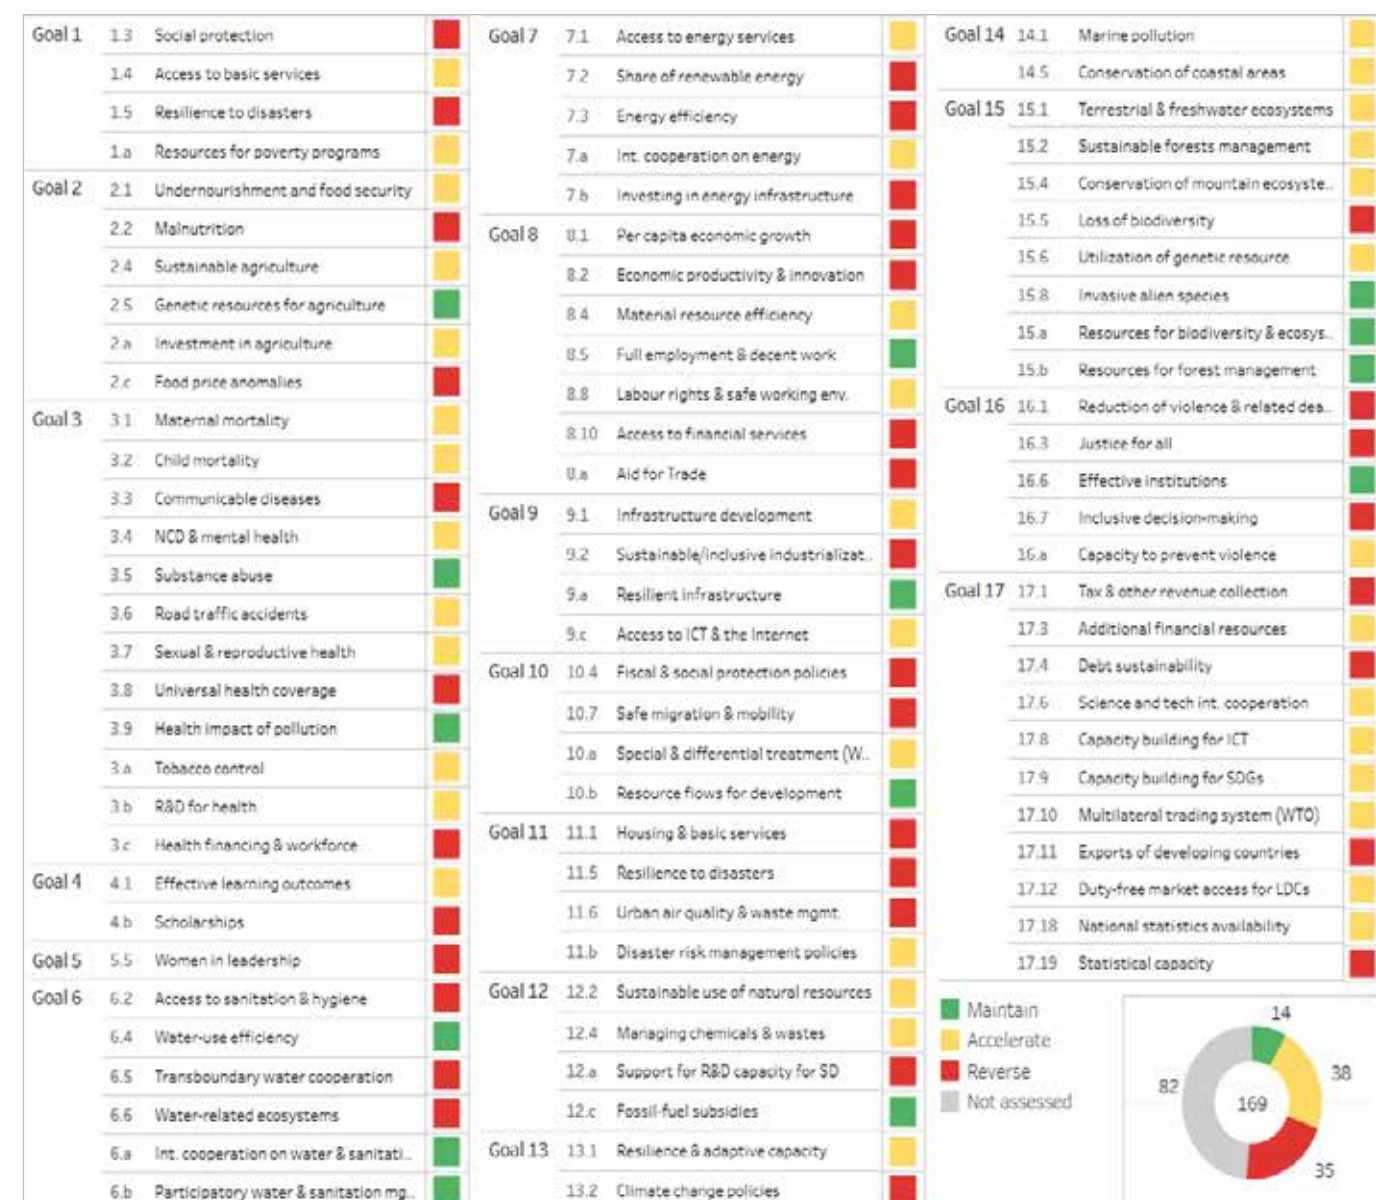 Goal 1 1.3 Social protection
1.4 Access to basic services
1.5 Resilience to disasters
1.a Resources for poverty programs
Goal 2 2.1 Undernourishment and food security
2.2 Malnutrition
2.4 Sustainable agriculture
2.5 Genetic resources for agriculture
2.a Investment in agriculture
2.c Food price anomalies
Goal 3 3.1 Maternal mortality
3.2 Child mortality
3.3 Communicable diseases
3.4 NCD & mental health
3.5 Substance abuse
3.6 Road traffic accidents
3.7 Sexual & reproductive health
3.8 Universal health coverage
3.9 Health impact of pollution
3.a Tobacco control
3.b R&D for health
3.c Health financing & workforce
Goal 4 4.1 Effective learning outcomes
4.b Scholarships
Goal 5 5.5 Women in leadership
Goal 6 6.2 Access to sanitation & hygiene
6.4 Water-use efficiency
6.5 Transboundary water cooperation
6.6 Water-related ecosystems
6.a Int. cooperation on water & sanitati..
6.b Participatory water & sanitation mg..
Goal 7 7.1 Access to energy services
7.2 Share of renewable energy
7.3 Energy efficiency
7.a Int. cooperation on energy
7.b Investing in energy infrastructure
Goal 8 8.1 Per capita economic growth
8.2 Economic productivity & innovation
8.4 Material resource efficiency
8.5 Full employment & decent work
8.8 Labour rights & safe working env.
8.10 Access to financial services
8.a Aid for Trade
Goal 9 9.1 Infrastructure development
9.2 Sustainable/inclusive industrializat..
9.a Resilient infrastructure
9.c Access to ICT & the Internet
Goal 10 10.4 Fiscal & social protection policies
10.7 Safe migration & mobility
10.a Special & differential treatment (W..
10.b Resource flows for development
Goal 11 11.1 Housing & basic services
11.5 Resilience to disasters
11.6 Urban air quality & waste mgmt.
11.b Disaster risk management policies
Goal 12 12.2 Sustainable use of natural resources
12.4 Managing chemicals & wastes
12.a Support for R&D capacity for SD
12.c Fossil-fuel subsidies
Goal 13 13.1 Resilience & adaptive capacity
13.2 Climate change policies
Goal 14 14.1 Marine pollution
14.5 Conservation of coastal areas
Goal 15 15.1 Terrestrial & freshwater ecosystems
15.2 Sustainable forests management
15.4 Conservation of mountain ecosyste..
15.5 Loss of biodiversity
15.6 Utilization of genetic resource
15.8 Invasive alien species
15.a Resources for biodiversity & ecosys..
15.b Resources for forest management
Goal 16 16.1 Reduction of violence & related dea..
16.3 Justice for all
16.6 Effective institutions
16.7 Inclusive decision-making
16.a Capacity to prevent violence
Goal 17 17.1 Tax & other revenue collection
17.3 Additional financial resources
17.4 Debt sustainability
17.6 Science and tech int. cooperation
17.8 Capacity building for ICT
17.9 Capacity building for SDGs
17.10 Multilateral trading system (WTO)
17.11 Exports of developing countries
17.12 Duty-free market access for LDCs
17.18 National statistics availability
17.19 Statistical capacity
Maintain
Accelerate
Reverse
Not assessed
14
38
82
169
35